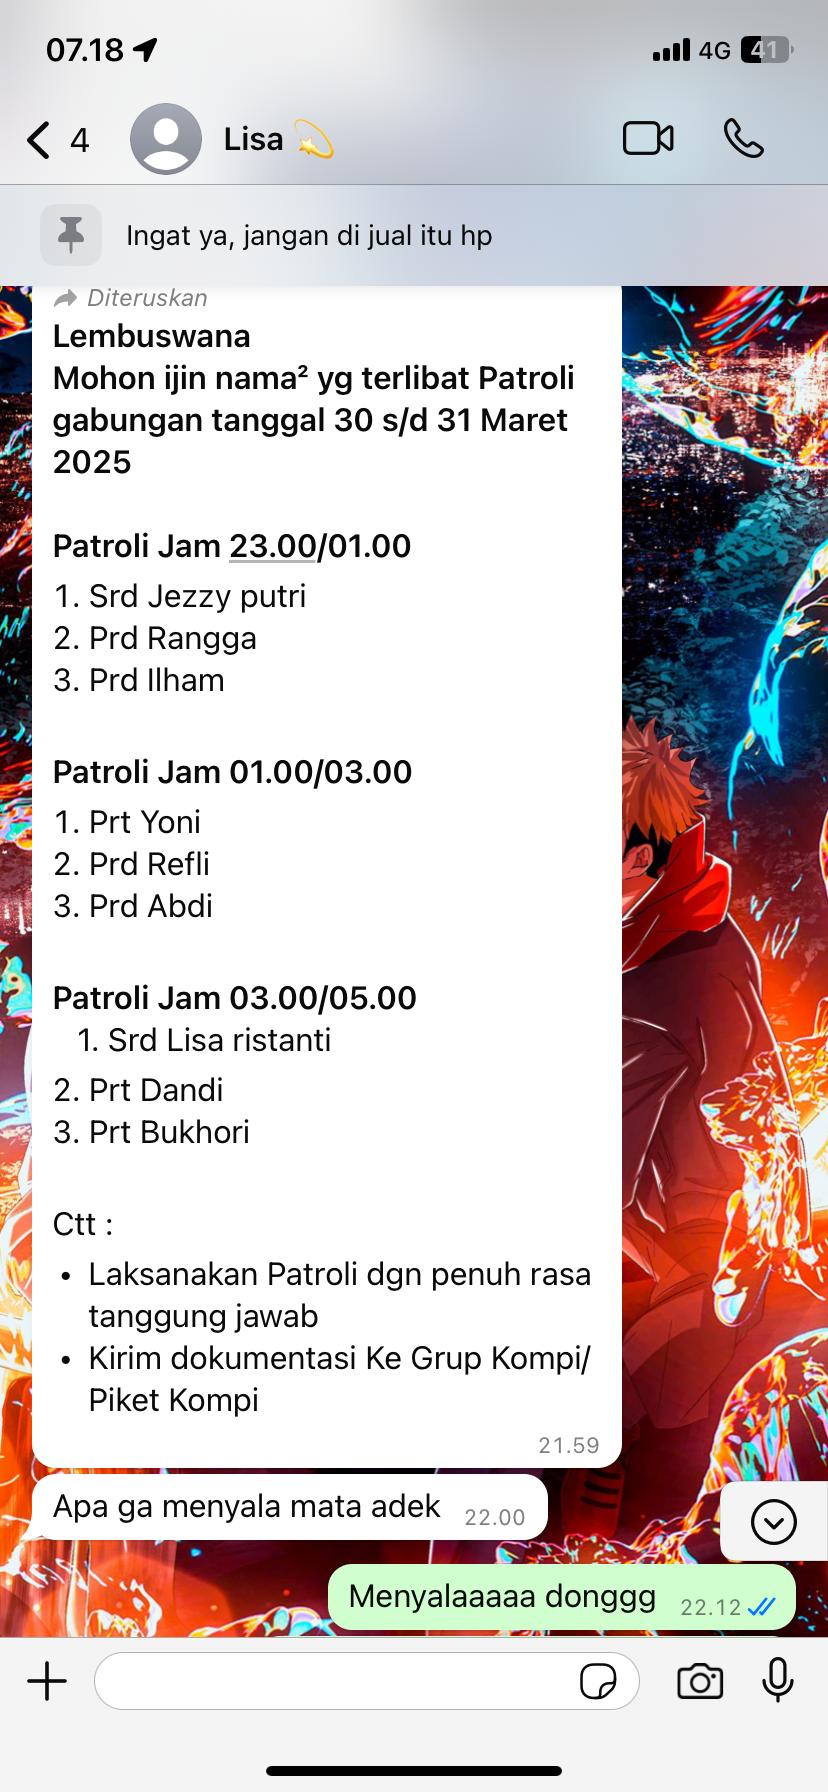 07.18
4G 41
4 Lisa 💫
Ingat ya, jangan di jual itu hp
Diteruskan
Lembuswana
Mohon ijin nama² yg terlibat Patroli
gabungan tanggal 30 s/d 31 Maret
2025
Patroli Jam 23.00/01.00
1. Srd Jezzy putri
2. Prd Rangga
3. Prd Ilham
Patroli Jam 01.00/03.00
1. Prt Yoni
2. Prd Refli
3. Prd Abdi
Patroli Jam 03.00/05.00
1. Srd Lisa ristanti
2. Prt Dandi
3. Prt Bukhori
Ctt :
• Laksanakan Patroli dgn penuh rasa
tanggung jawab
• Kirim dokumentasi Ke Grup Kompi/
Piket Kompi
21.59
Apa ga menyala mata adek 22.00
Menyalaaaaa donggg 22.12